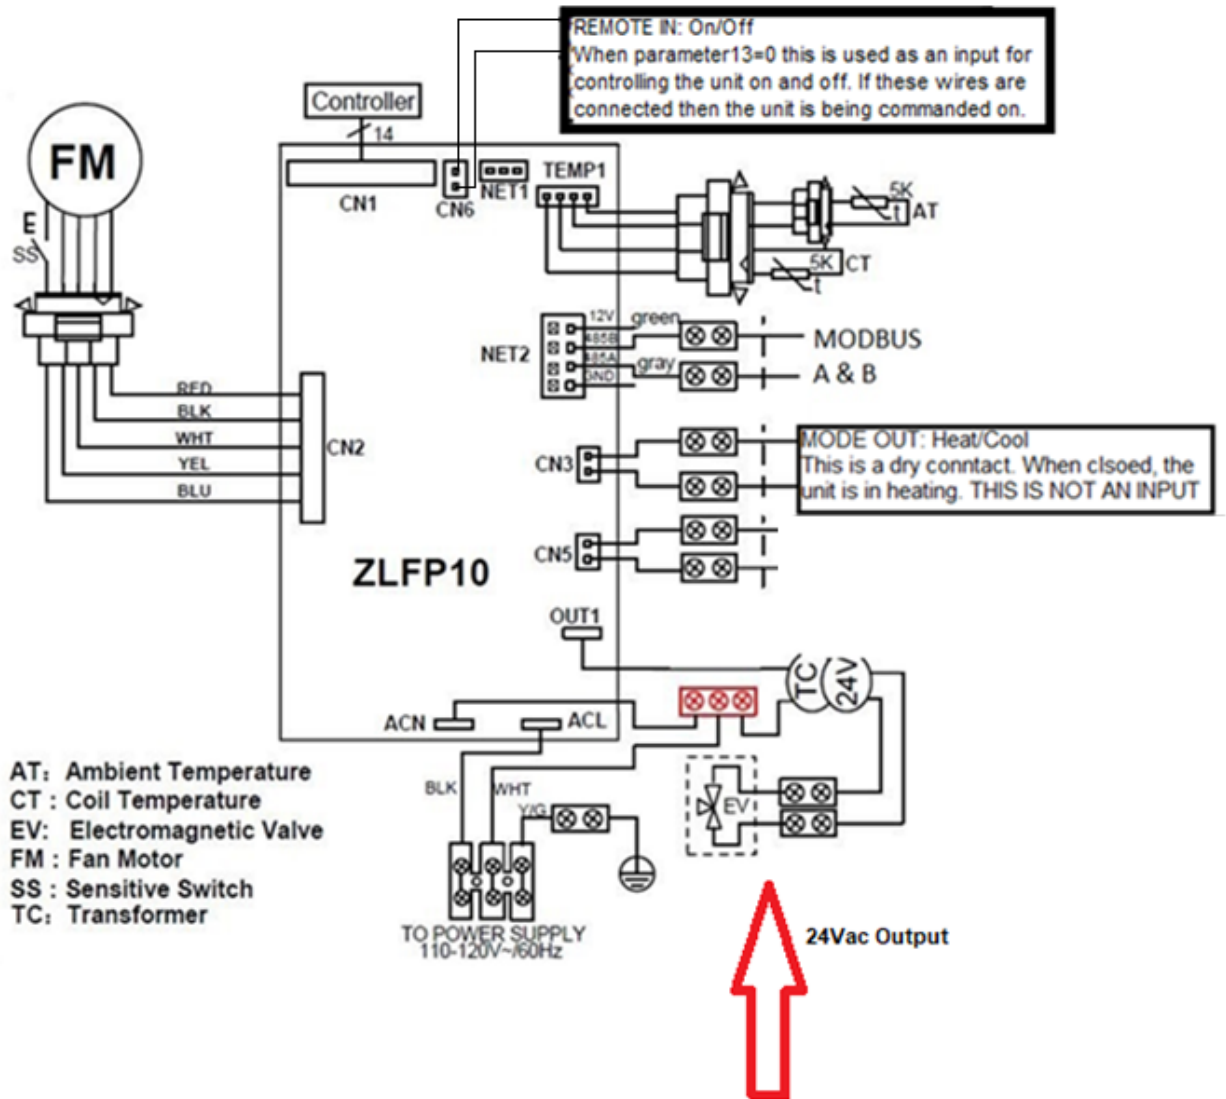 REMOTE IN: On/Off
When parameter13=0 this is used as an input for
controlling the unit on and off. If these wires are
connected then the unit is being commanded on.
Controller
14
FM
CN1
CN6
NET1
TEMP1
E
SS
5K
t
AT
5K
t
CT
12V
green
485B
MODBUS
NET2
485A
gray
GND
A & B
RED
BLK
WHT
YEL
BLU
CN2
CN3
MODE OUT: Heat/Cool
This is a dry conntact. When clsoed, the
unit is in heating. THIS IS NOT AN INPUT
CN5
ZLFP10
OUT1
TC
24V
ACN
ACL
BLK
WHT
Y/G
EV
AT: Ambient Temperature
CT : Coil Temperature
EV: Electromagnetic Valve
FM : Fan Motor
SS : Sensitive Switch
TC: Transformer
TO POWER SUPPLY
110-120V~/60Hz
24Vac Output